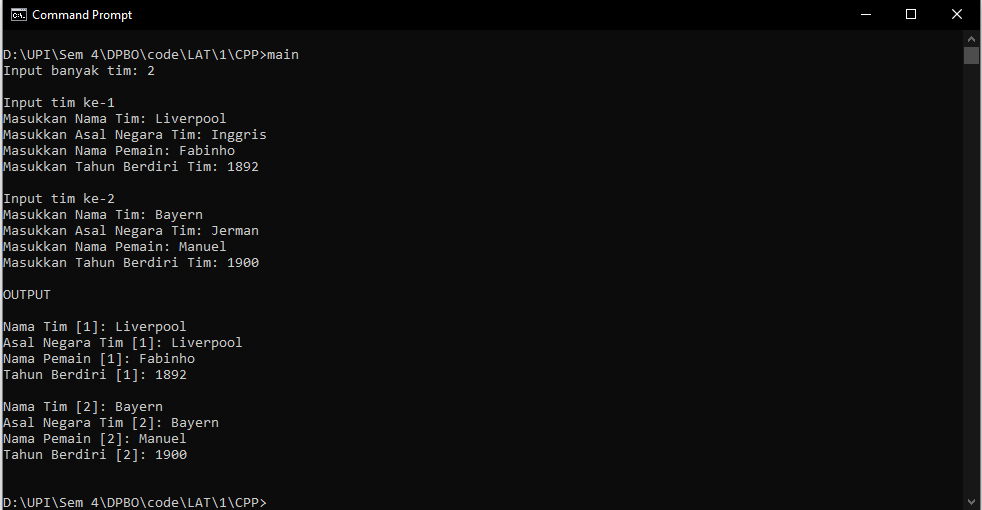 Command Prompt
D:\UPI\Sem 4\DPBO\code\LAT\1\CPP>main
Input banyak tim: 2
Input tim ke-1
Masukkan Nama Tim: Liverpool
Masukkan Asal Negara Tim: Inggris
Masukkan Nama Pemain: Fabinho
Masukkan Tahun Berdiri Tim: 1892
Input tim ke-2
Masukkan Nama Tim: Bayern
Masukkan Asal Negara Tim: Jerman
Masukkan Nama Pemain: Manuel
Masukkan Tahun Berdiri Tim: 1900
OUTPUT
Nama Tim [1]: Liverpool
Asal Negara Tim [1]: Liverpool
Nama Pemain [1]: Fabinho
Tahun Berdiri [1]: 1892
Nama Tim [2]: Bayern
Asal Negara Tim [2]: Bayern
Nama Pemain [2]: Manuel
Tahun Berdiri [2]: 1900
D:\UPI\Sem 4\DPBO\code\LAT\1\CPP>